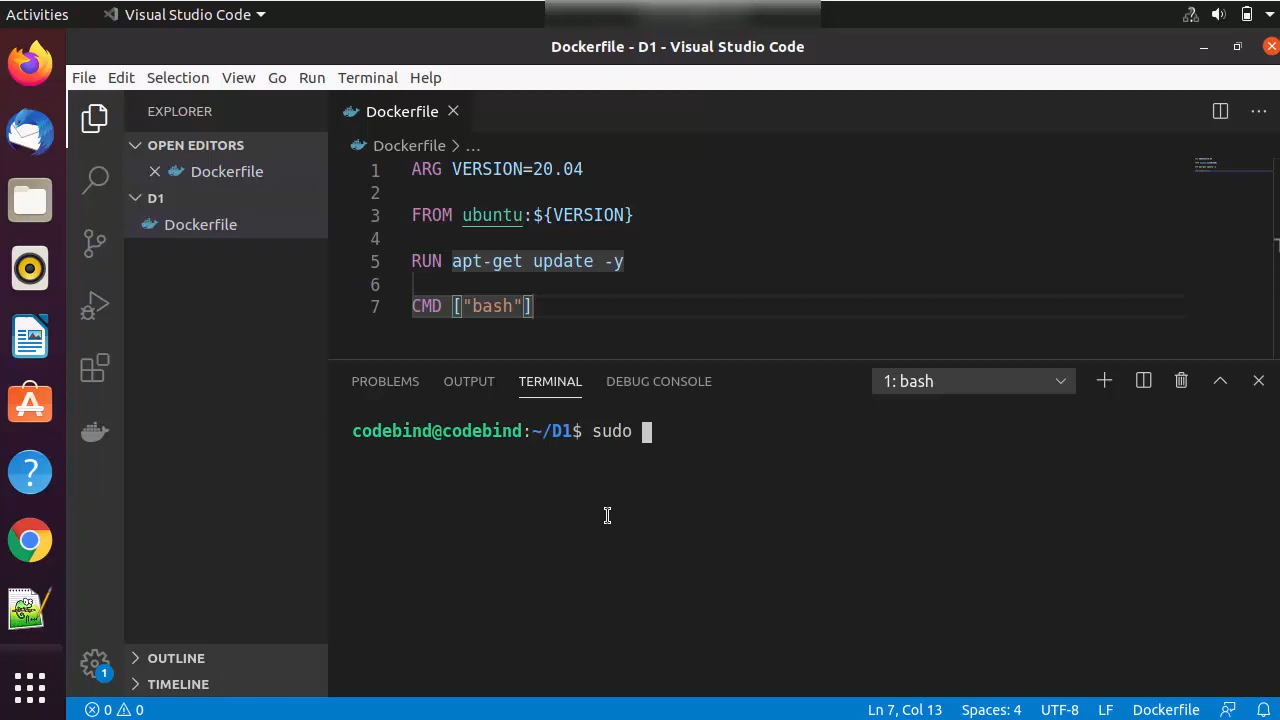 Activities
Visual Studio Code
Dockerfile - D1 - Visual Studio Code
File Edit Selection View Go Run Terminal Help
EXPLORER
OPEN EDITORS
Dockerfile
D1
Dockerfile
Dockerfile
Dockerfile > ...
1 ARG VERSION=20.04
2
3 FROM ubuntu:${VERSION}
4
5 RUN apt-get update -y
6
7 CMD ["bash"]
PROBLEMS OUTPUT TERMINAL DEBUG CONSOLE
1: bash
codebind@codebind:~/D1$ sudo
OUTLINE
TIMELINE
1
0 0
Ln 7, Col 13 Spaces: 4 UTF-8 LF Dockerfile